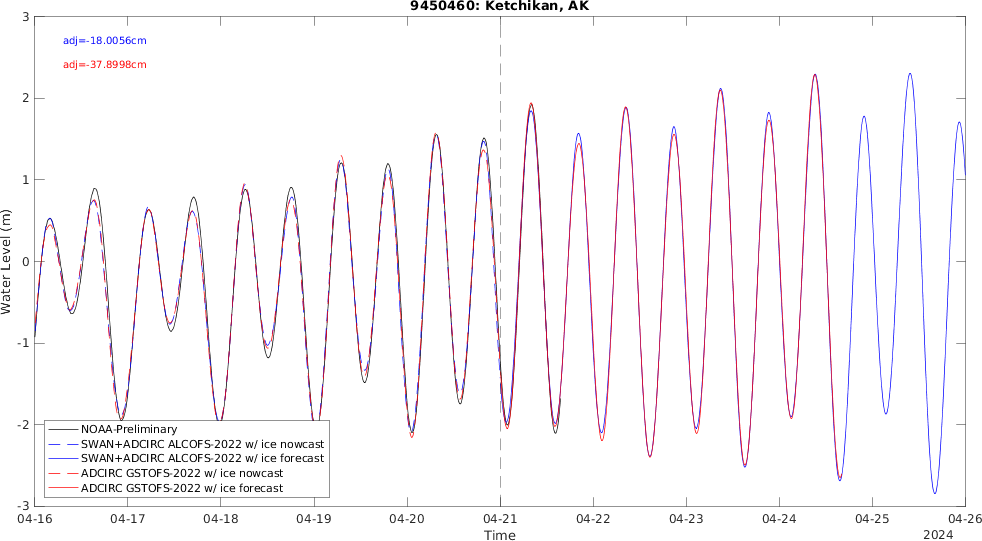 9450460: Ketchikan, AK
3
adj=-18.0056cm
adj=-37.8998cm
2
1
0
-1
-2
-3
Water Level (m)
NOAA-Preliminary
SWAN+ADCIRC ALCOFS-2022 w/ ice nowcast
SWAN+ADCIRC ALCOFS-2022 w/ ice forecast
ADCIRC GSTOFS-2022 w/ ice nowcast
ADCIRC GSTOFS-2022 w/ ice forecast
04-16 04-17 04-18 04-19 04-20 04-21 04-22 04-23 04-24 04-25 04-26
Time
2024